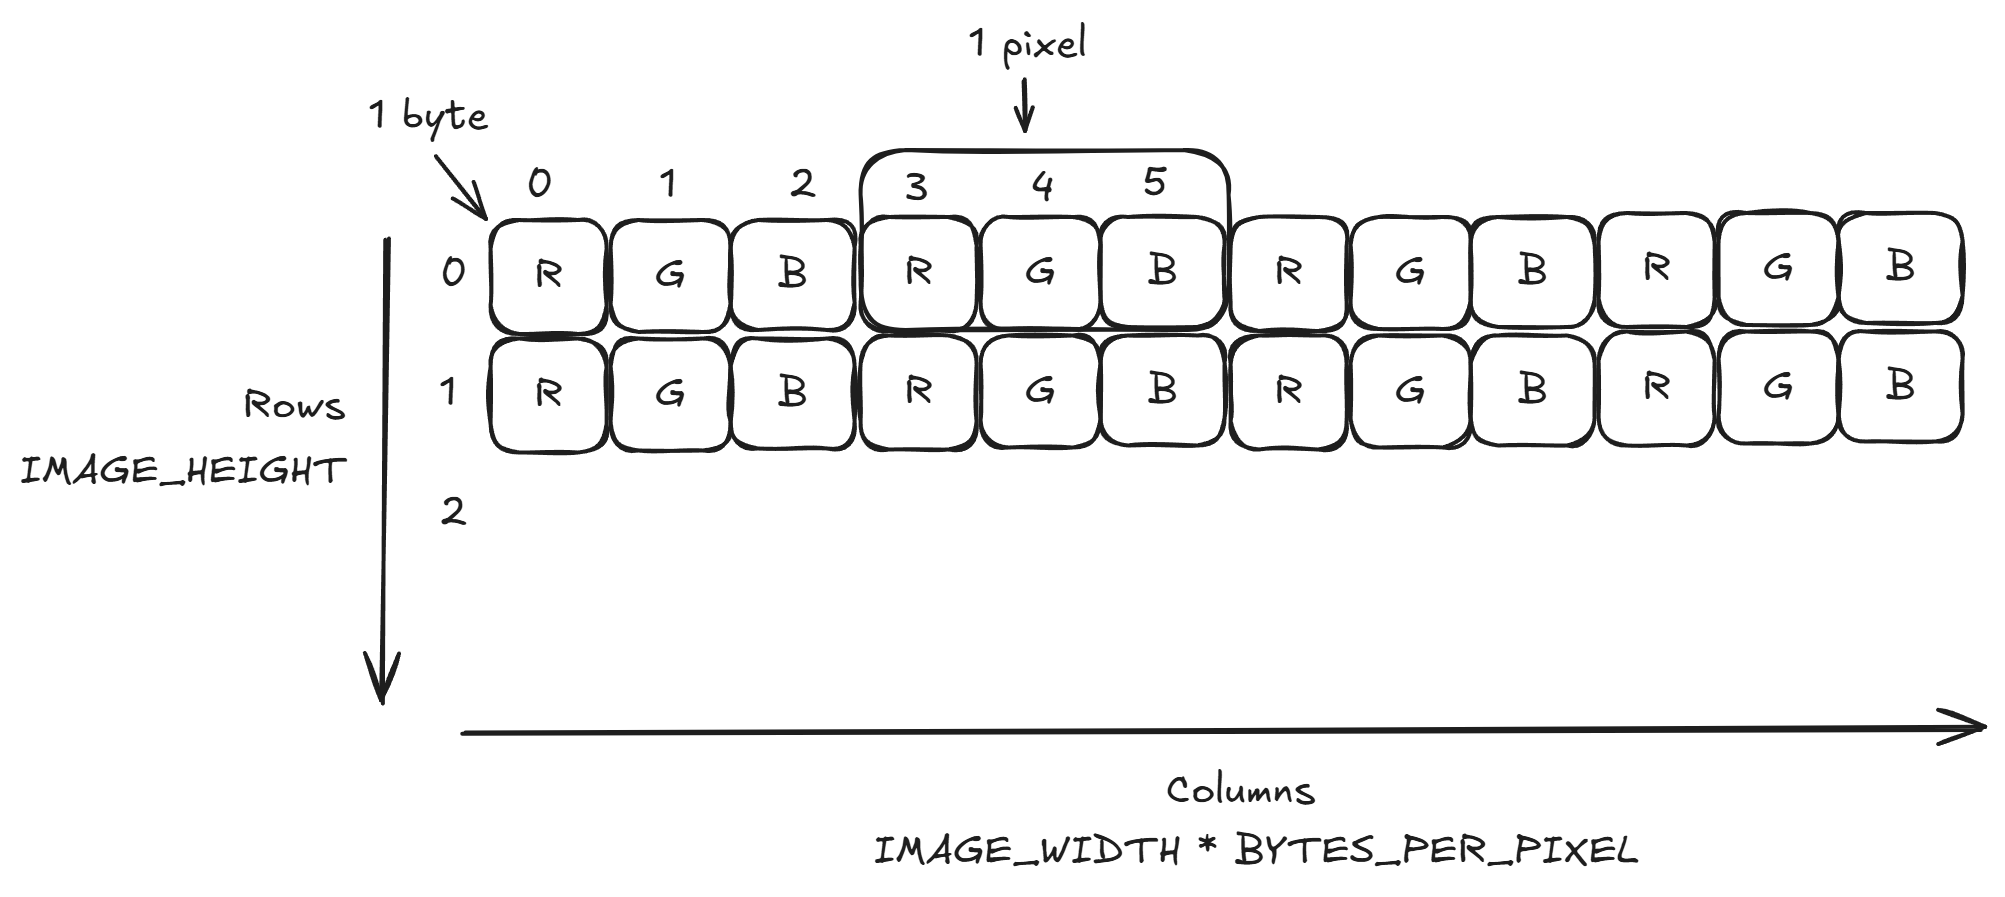 1 pixel
1 byte
0 1 2 3 4 5
0 R G B R G B R G B R G B
1 R G B R G B R G B R G B
Rows
IMAGE_HEIGHT
2
Columns
IMAGE_WIDTH * BYTES_PER_PIXEL